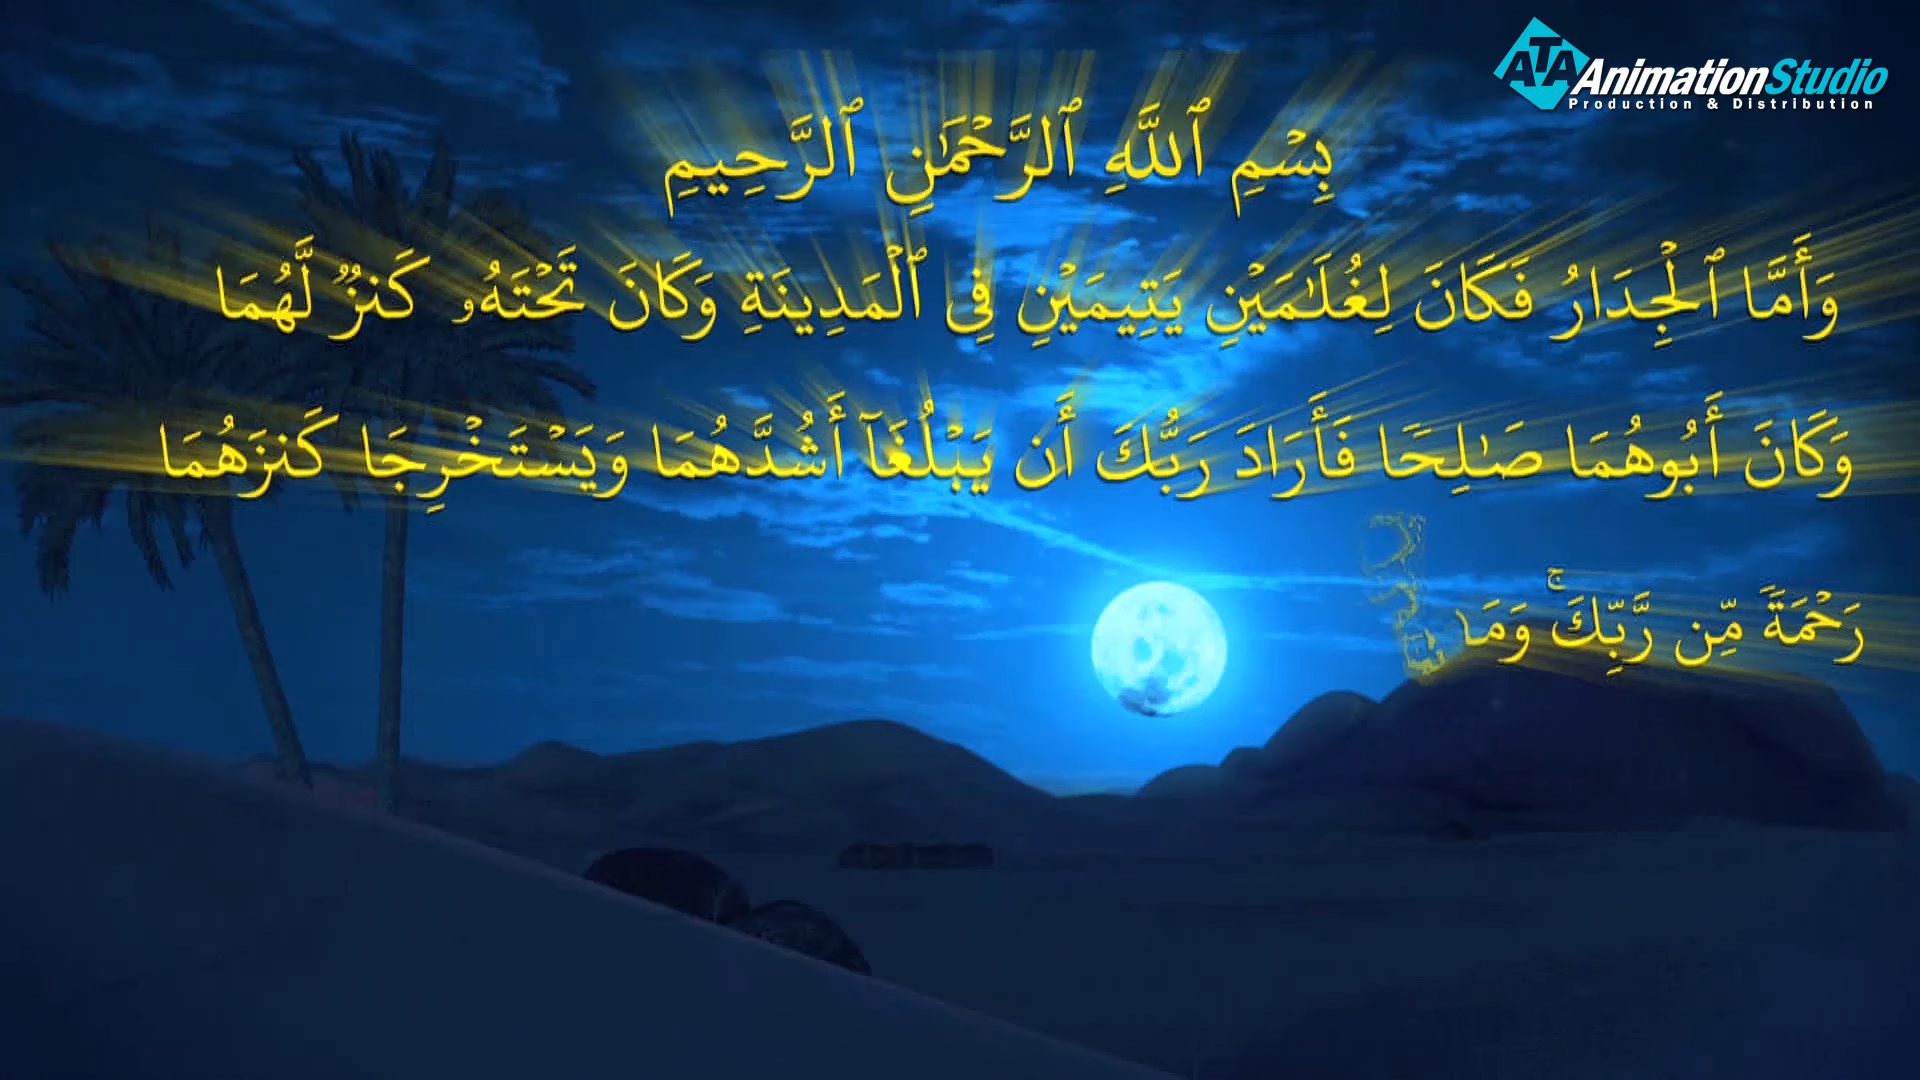 ATA AnimationStudio
Production & Distribution
بِسْمِ ٱللَّهِ ٱلرَّحْمَٰنِ ٱلرَّحِيمِ
وَأَمَّا ٱلْجِدَارُ فَكَانَ لِغُلَٰمَيْنِ يَتِيمَيْنِ فِى ٱلْمَدِينَةِ وَكَانَ تَحْتَهُۥ كَنزٌ لَّهُمَا
وَكَانَ أَبُوهُمَا صَٰلِحًا فَأَرَادَ رَبُّكَ أَن يَبْلُغَآ أَشُدَّهُمَا وَيَسْتَخْرِجَا كَنزَهُمَا
رَحْمَةً مِّن رَّبِّكَ ۚ وَمَا